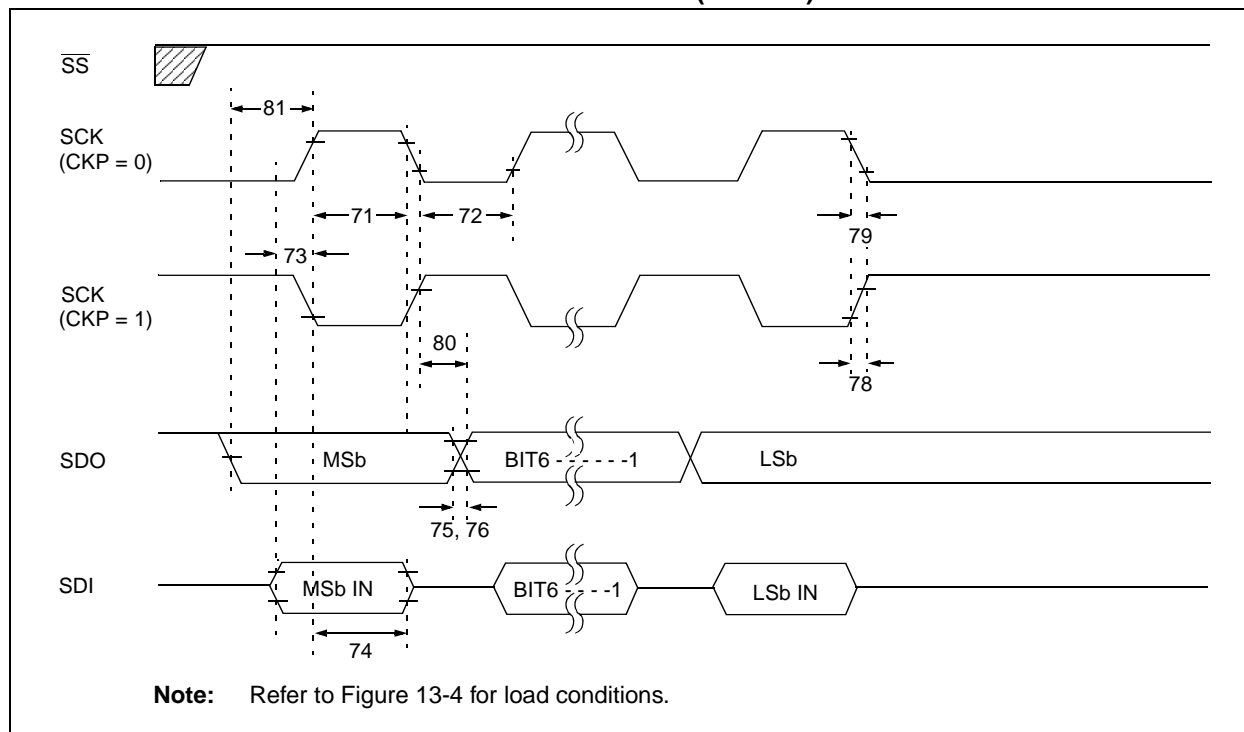 SS
81
SCK
(CKP = 0)
71
72
79
73
SCK
(CKP = 1)
80
78
SDO
MSb
BIT6 - - - - - -1
LSb
75, 76
SDI
MSb IN
BIT6 - - - -1
LSb IN
74
Note: Refer to Figure 13-4 for load conditions.